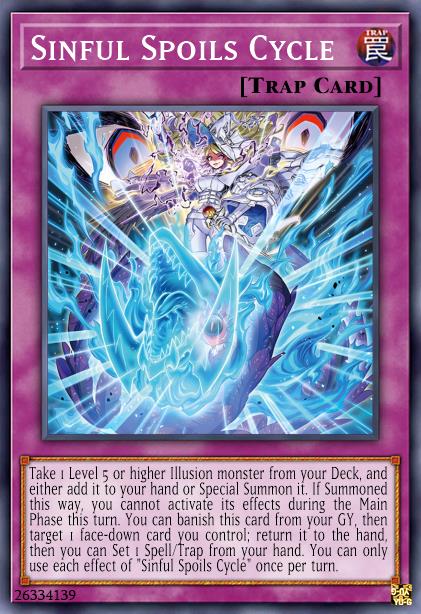 Sinful Spoils Cycle
TRAP
罠
[Trap Card]
Take 1 Level 5 or higher Illusion monster from your Deck, and
either add it to your hand or Special Summon it. If Summoned
this way, you cannot activate its effects during the Main
Phase this turn. You can banish this card from your GY, then
target 1 face-down card you control; return it to the hand,
then you can Set 1 Spell/Trap from your hand. You can only
use each effect of "Sinful Spoils Cycle" once per turn.
26334139